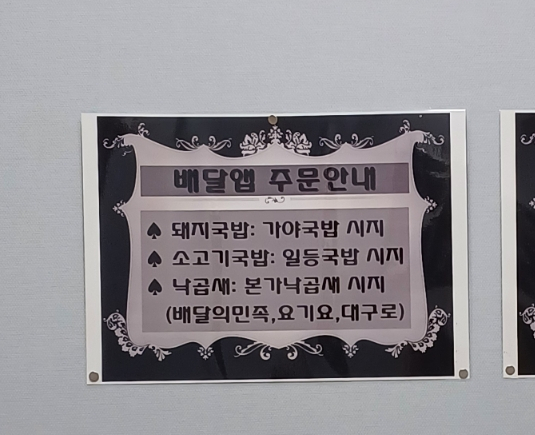 배달앱 주문안내
♠ 돼지국밥: 가야국밥 시지
♠ 소고기국밥: 일등국밥 시지
♠ 낙곱새: 본가낙곱새 시지
(배달의민족,요기요,대구로)